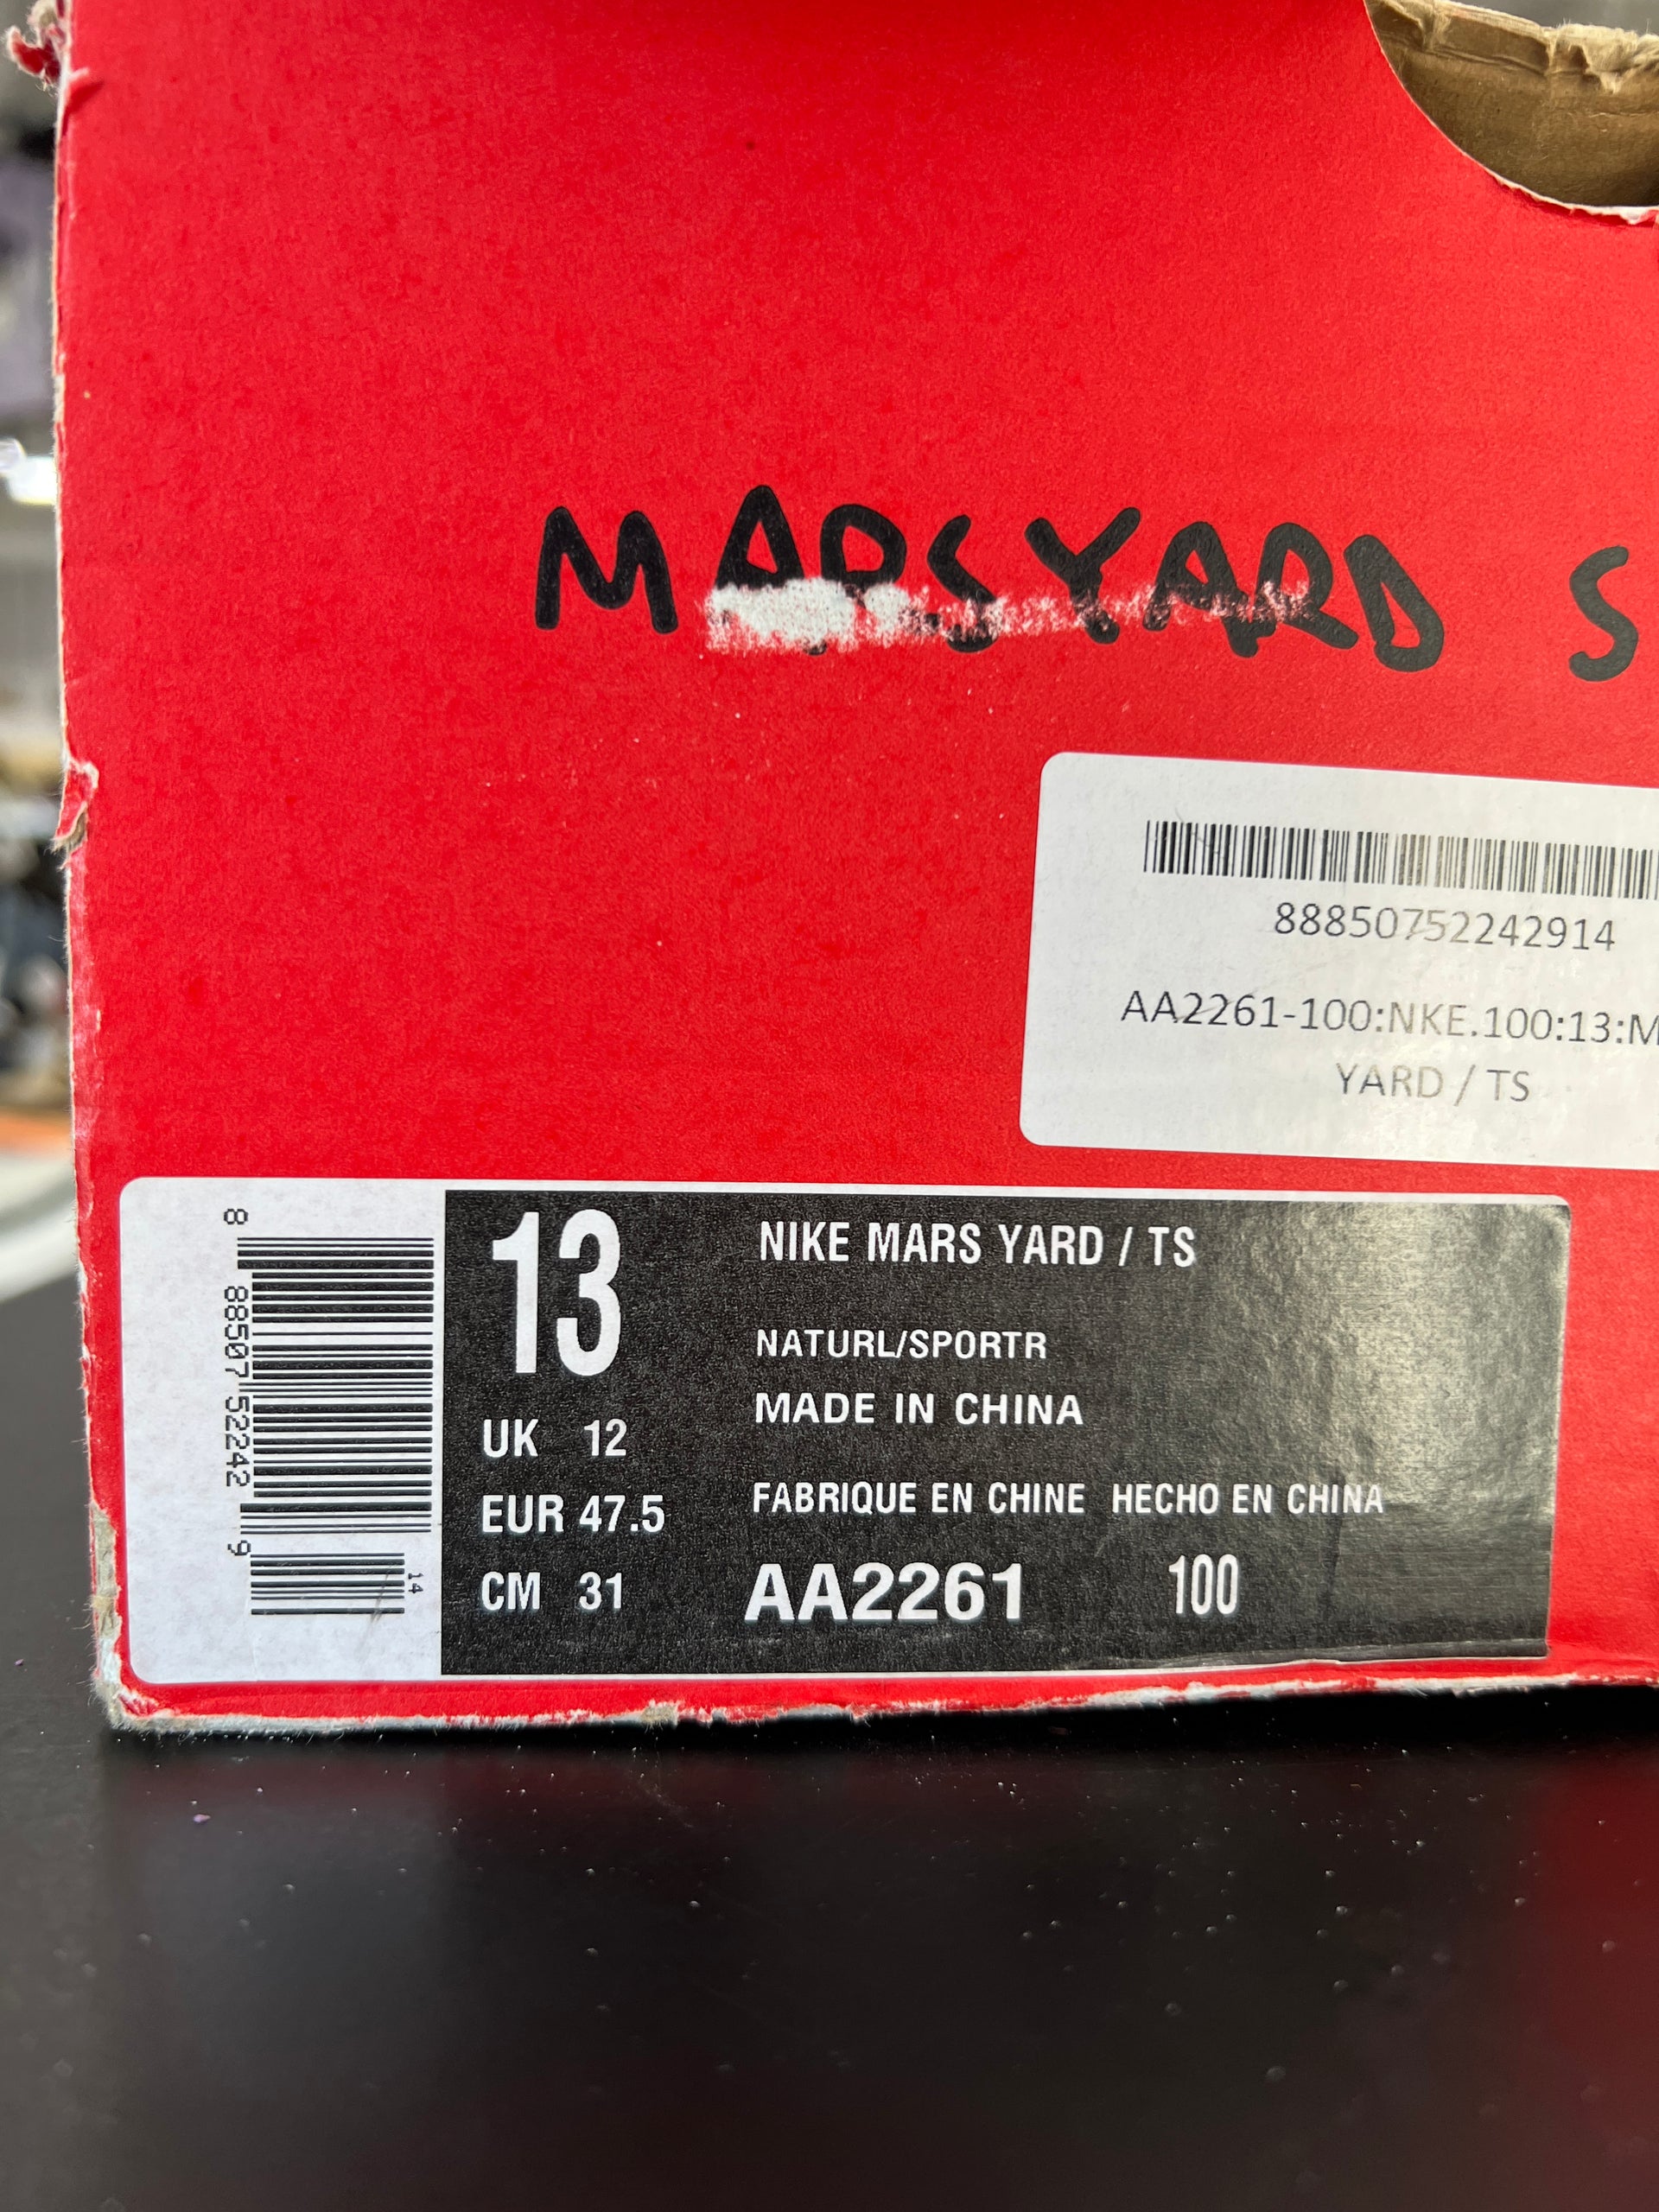 MARSYARD S
88850752242914
AA2261-100:NKE.100:13:M
YARD / TS
8 88507 52242 9
14
13
UK 12
EUR 47.5
CM 31
NIKE MARS YARD / TS
NATURL/SPORTR
MADE IN CHINA
FABRIQUE EN CHINE HECHO EN CHINA
AA2261 100